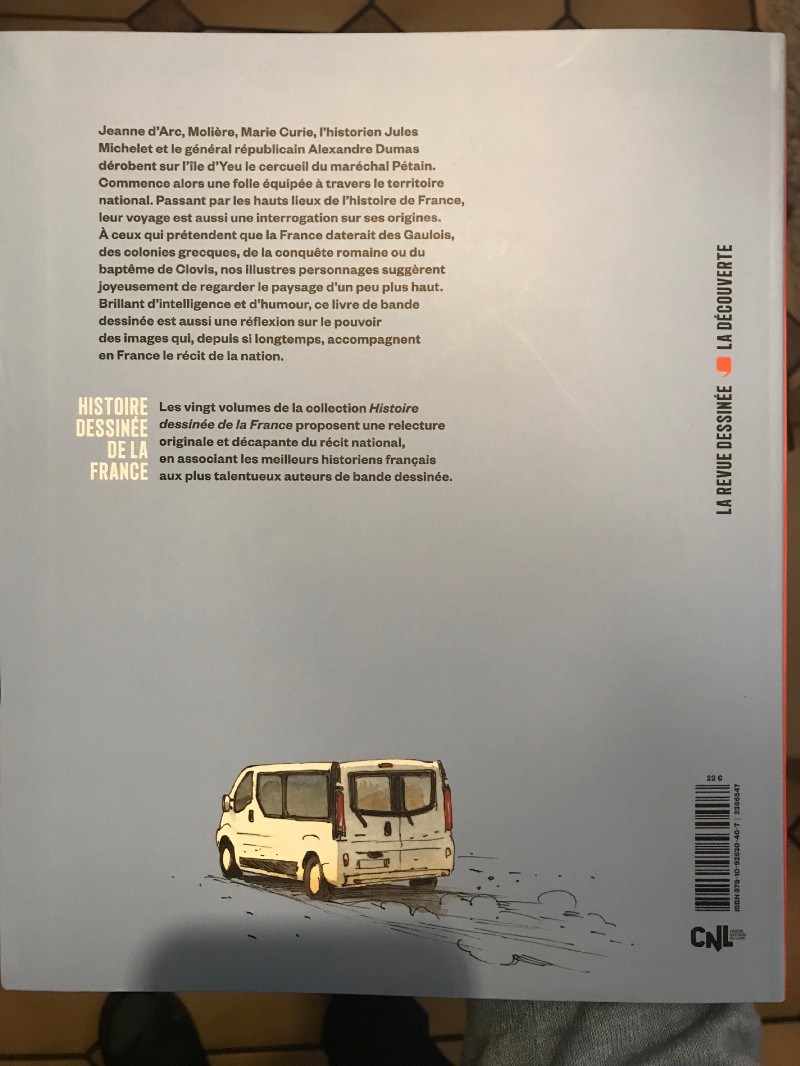 Jeanne d'Arc, Molière, Marie Curie, l'historien Jules
Michelet et le général républicain Alexandre Dumas
dérobent sur l'île d'Yeu le cercueil du maréchal Pétain.
Commence alors une folle équipée à travers le territoire
national. Passant par les hauts lieux de l'histoire de France,
leur voyage est aussi une interrogation sur ses origines.
À ceux qui prétendent que la France daterait des Gaulois,
des colonies grecques, de la conquête romaine ou du
baptême de Clovis, nos illustres personnages suggèrent
joyeusement de regarder le paysage d'un peu plus haut.
Brillant d'intelligence et d'humour, ce livre de bande
dessinée est aussi une réflexion sur le pouvoir
des images qui, depuis si longtemps, accompagnent
en France le récit de la nation.
HISTOIRE
DESSINÉE
DE LA
FRANCE
Les vingt volumes de la collection Histoire
dessinée de la France proposent une relecture
originale et décapante du récit national,
en associant les meilleurs historiens français
aux plus talentueux auteurs de bande dessinée.
LA REVUE DESSINÉE LA DÉCOUVERTE
22 €
ISBN 979-10-92530-40-7 | 2356547
CNL